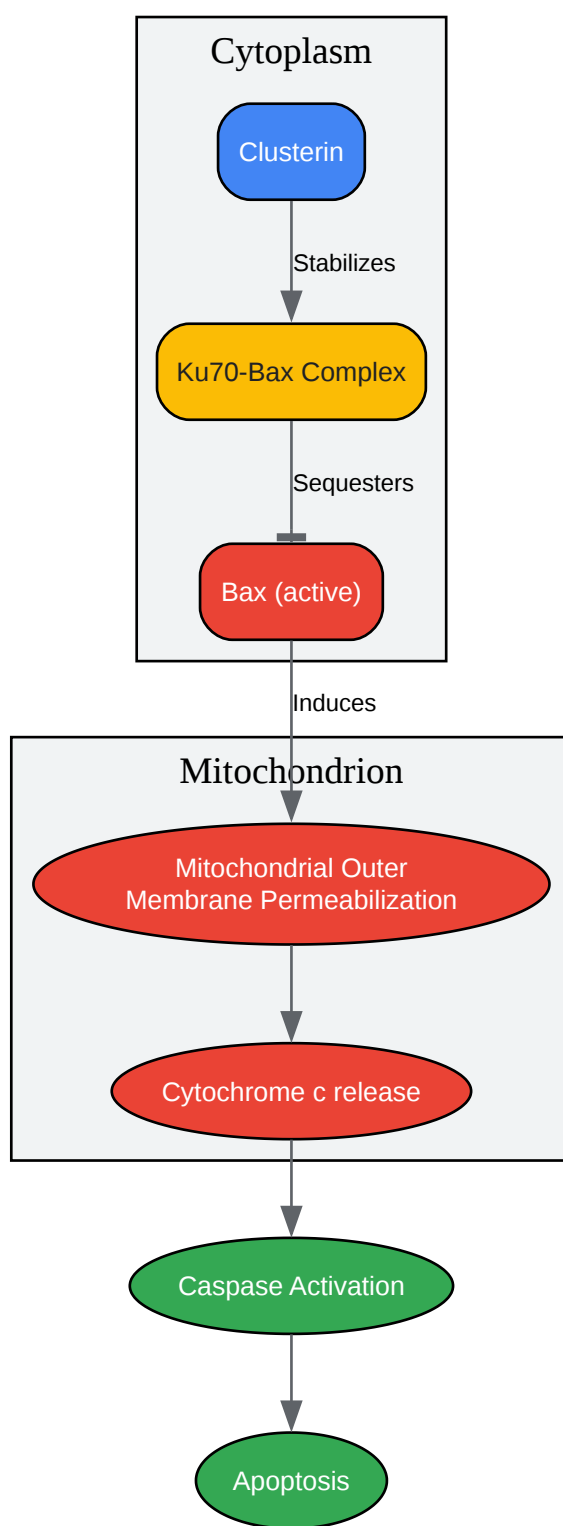 Cytoplasm
Clusterin
Stabilizes
Ku70-Bax Complex
Sequesters
Bax (active)
Induces
Mitochondrion
Mitochondrial Outer
Membrane Permeabilization
Cytochrome c release
Caspase Activation
Apoptosis